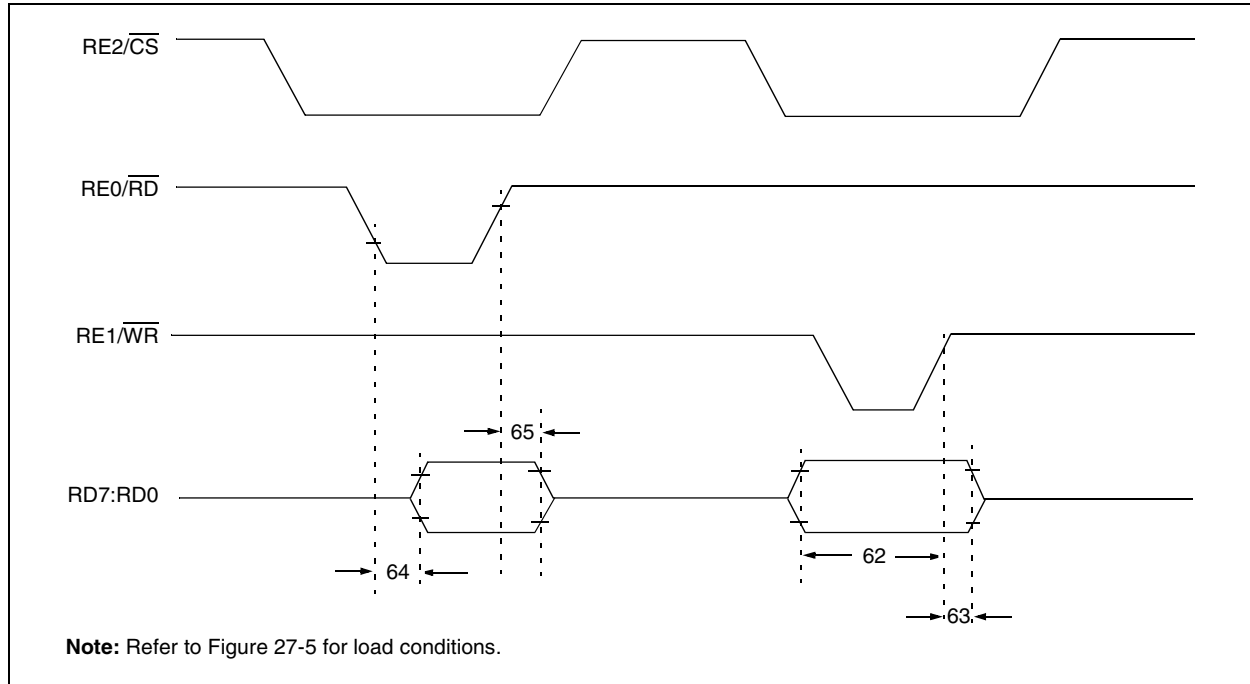 RE2/CS
RE0/RD
RE1/WR
65
RD7:RD0
62
64
63
Note: Refer to Figure 27-5 for load conditions.